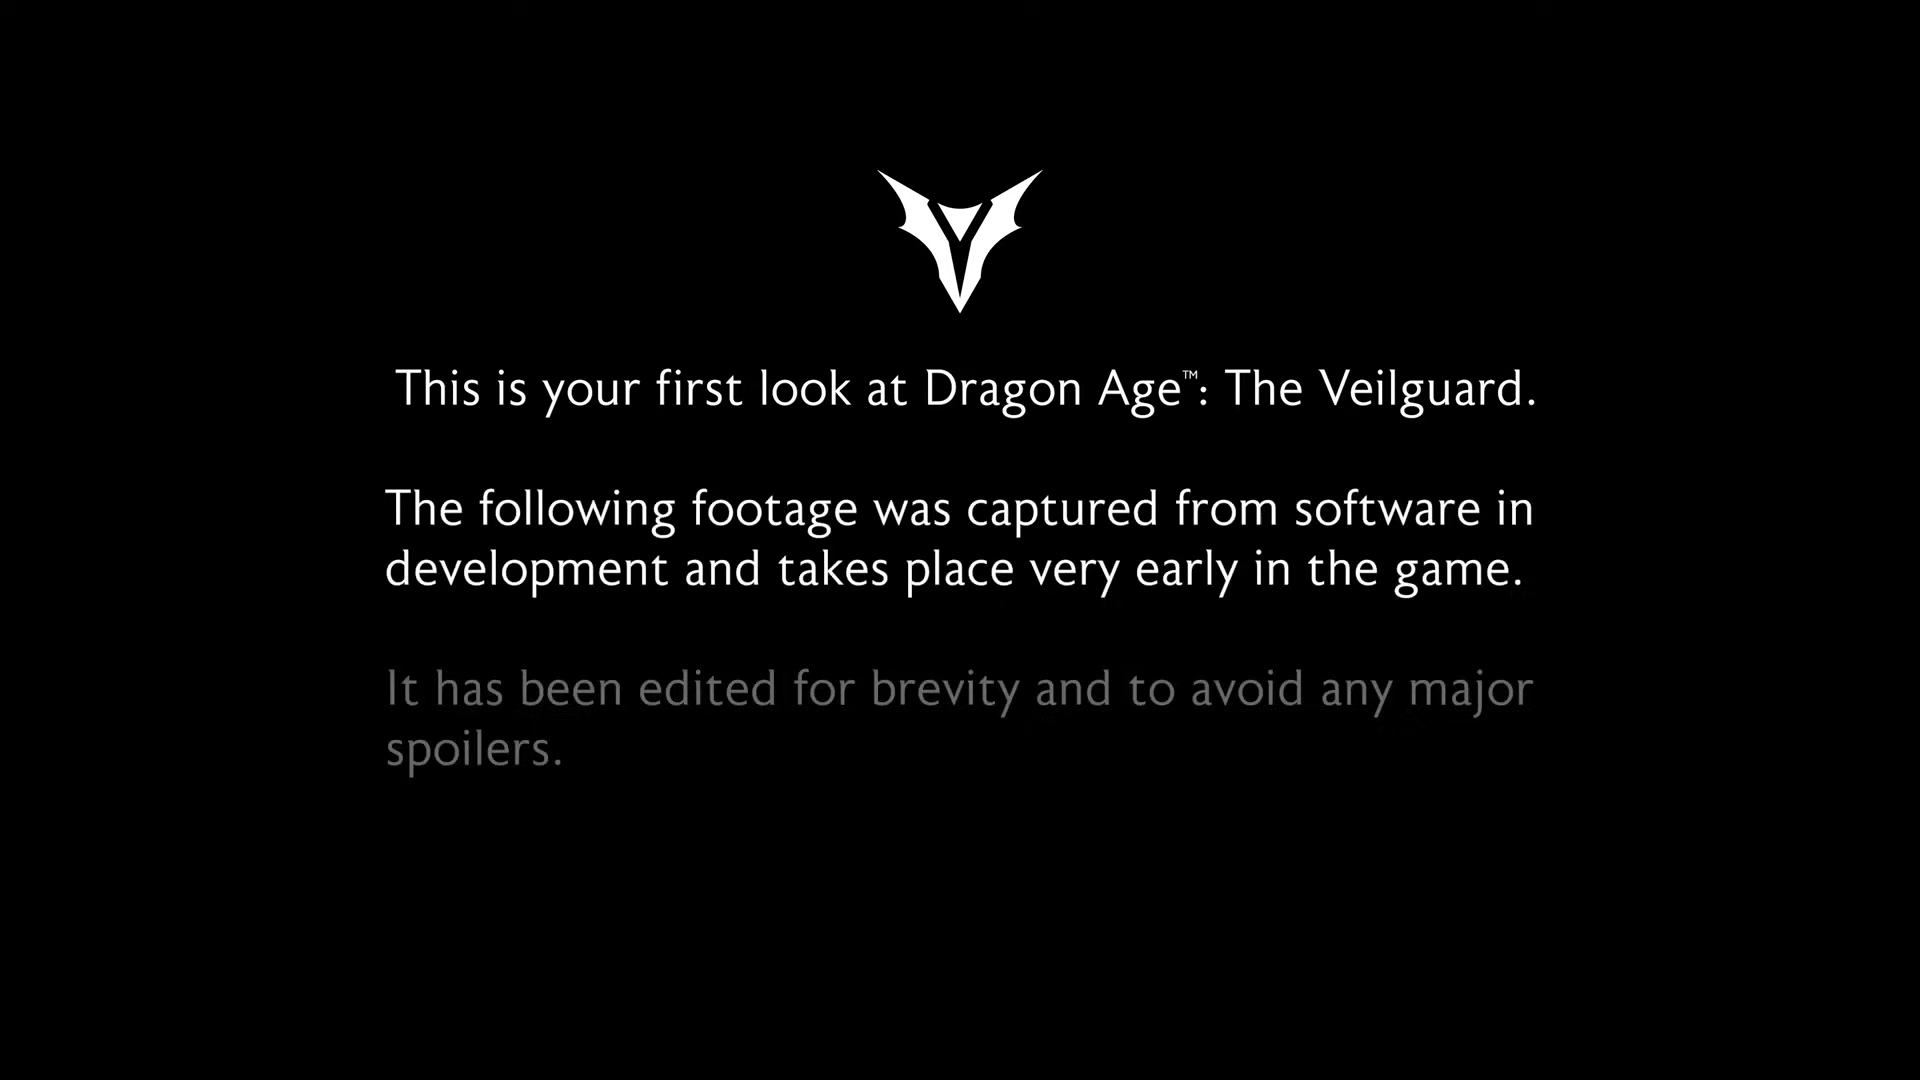 This is your first look at Dragon Age™: The Veilguard.
The following footage was captured from software in
development and takes place very early in the game.
It has been edited for brevity and to avoid any major
spoilers.